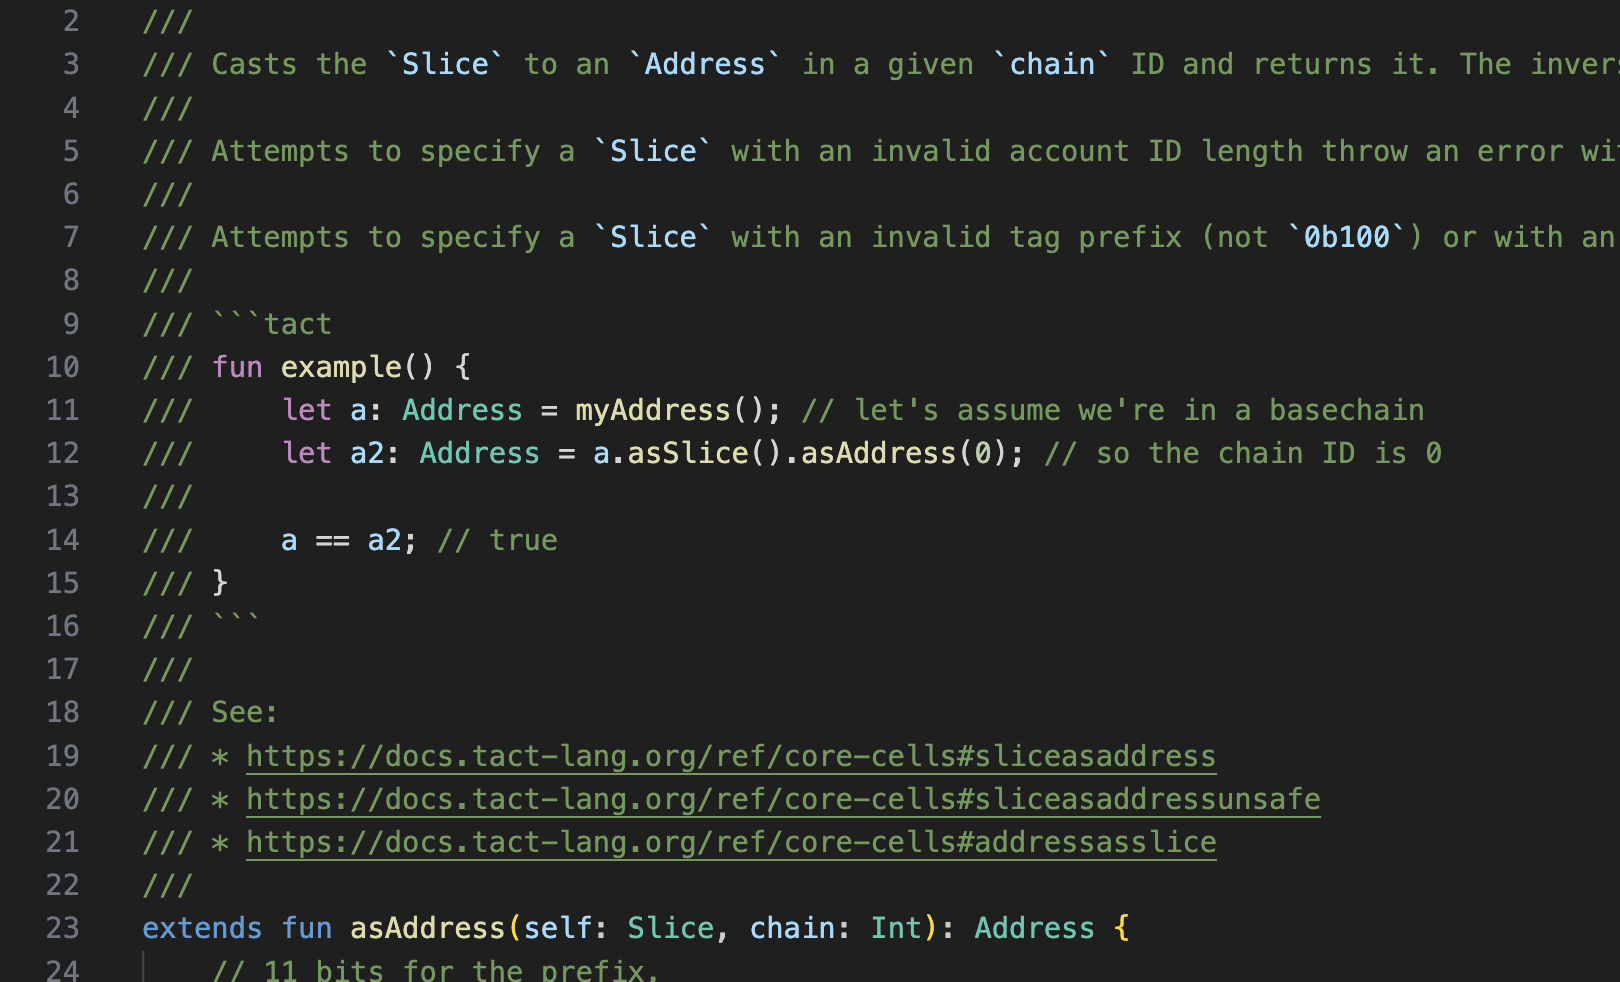 2 ///
3 /// Casts the `Slice` to an `Address` in a given `chain` ID and returns it. The invers
4 ///
5 /// Attempts to specify a `Slice` with an invalid account ID length throw an error wi
6 ///
7 /// Attempts to specify a `Slice` with an invalid tag prefix (not `0b100`) or with an
8 ///
9 /// ```tact
10 /// fun example() {
11 ///     let a: Address = myAddress(); // let's assume we're in a basechain
12 ///     let a2: Address = a.asSlice().asAddress(0); // so the chain ID is 0
13 ///
14 ///     a == a2; // true
15 /// }
16 /// ```
17 ///
18 /// See:
19 /// * https://docs.tact-lang.org/ref/core-cells#sliceasaddress
20 /// * https://docs.tact-lang.org/ref/core-cells#sliceasaddressunsafe
21 /// * https://docs.tact-lang.org/ref/core-cells#addressasslice
22 ///
23 extends fun asAddress(self: Slice, chain: Int): Address {
24     // 11 bits for the prefix,